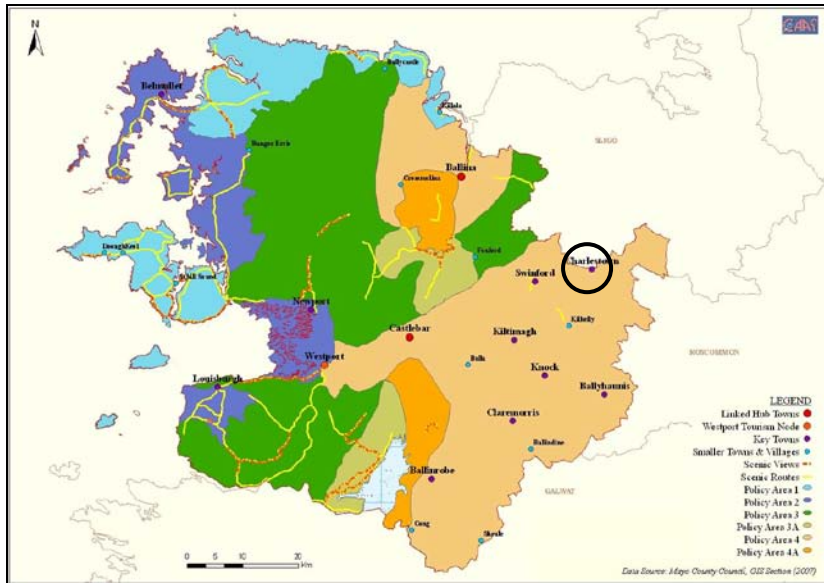 N
Ballycastle
Belmullet
Killala
SLIGO
Bangor Erris
Ballina
Crossmolina
Foxford
Charlestown
Swinford
Achill Sound
Newport
Kilkelly
Castlebar
Kiltimagh
ROSCOMMON
Westport
Balla
Knock
Louisburgh
Ballyhaunis
LEGEND
Linked Hub Towns
Westport Tourism Node
Claremorris
Key Towns
Smaller Towns & Villages
Ballindine
Scenic Views
Scenic Routes
Ballinrobe
Policy Area 1
GALWAY
Policy Area 2
Policy Area 3
Cong
Shrule
Policy Area 3A
Policy Area 4
Policy Area 4A
0 5 10 20
Km
Data Source: Mayo County Council, GIS Section (2007)